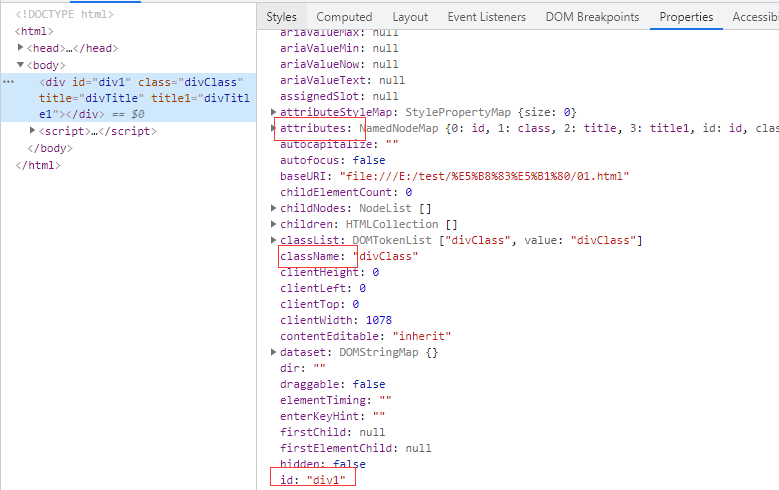 <!DOCTYPE html>
<html>
<head>…</head>
<body>
<div id="div1" class="divClass"
title="divTitle" title1="divTitl
e1"></div> == $0
<script>…</script>
</body>
</html>
Styles Computed Layout Event Listeners DOM Breakpoints Properties Accessibi
ariaValueMax: null
ariaValueMin: null
ariaValueNow: null
ariaValueText: null
assignedSlot: null
attributeStyleMap: StylePropertyMap {size: 0}
attributes: NamedNodeMap {0: id, 1: class, 2: title, 3: title1, id: id, clas
autocapitalize: ""
autofocus: false
baseURI: "file:///E:/test/%E5%B8%83%E5%B1%80/01.html"
childElementCount: 0
childNodes: NodeList []
children: HTMLCollection []
classList: DOMTokenList ["divClass", value: "divClass"]
className: "divClass"
clientHeight: 0
clientLeft: 0
clientTop: 0
clientWidth: 1078
contentEditable: "inherit"
dataset: DOMStringMap {}
dir: ""
draggable: false
elementTiming: ""
enterKeyHint: ""
firstChild: null
firstElementChild: null
hidden: false
id: "div1"